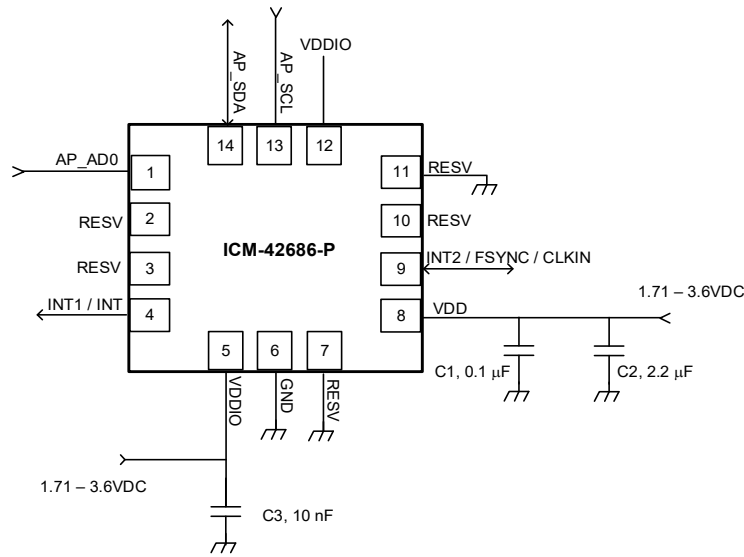 AP_SDA
AP_SCL
VDDIO
14
13
12
AP_AD0
1
11
RESV
RESV
2
10
RESV
ICM-42686-P
RESV
3
9
INT2 / FSYNC / CLKIN
INT1 / INT
4
8
VDD
1.71 – 3.6VDC
5
6
7
VDDIO
GND
RESV
C1, 0.1 μF
C2, 2.2 μF
1.71 – 3.6VDC
C3, 10 nF